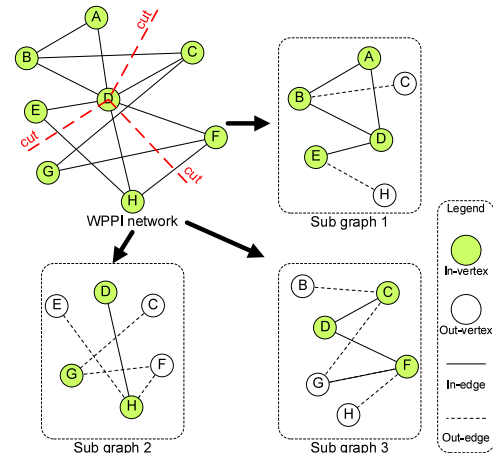 A
cut
B
C
D
E
cut
F
G
cut
H
WPPI network
A
C
B
D
E
H
Sub graph 1
Legend
In-vertex
Out-vertex
In-edge
Out-edge
D
E
C
G
F
H
Sub graph 2
B
C
D
F
G
H
Sub graph 3